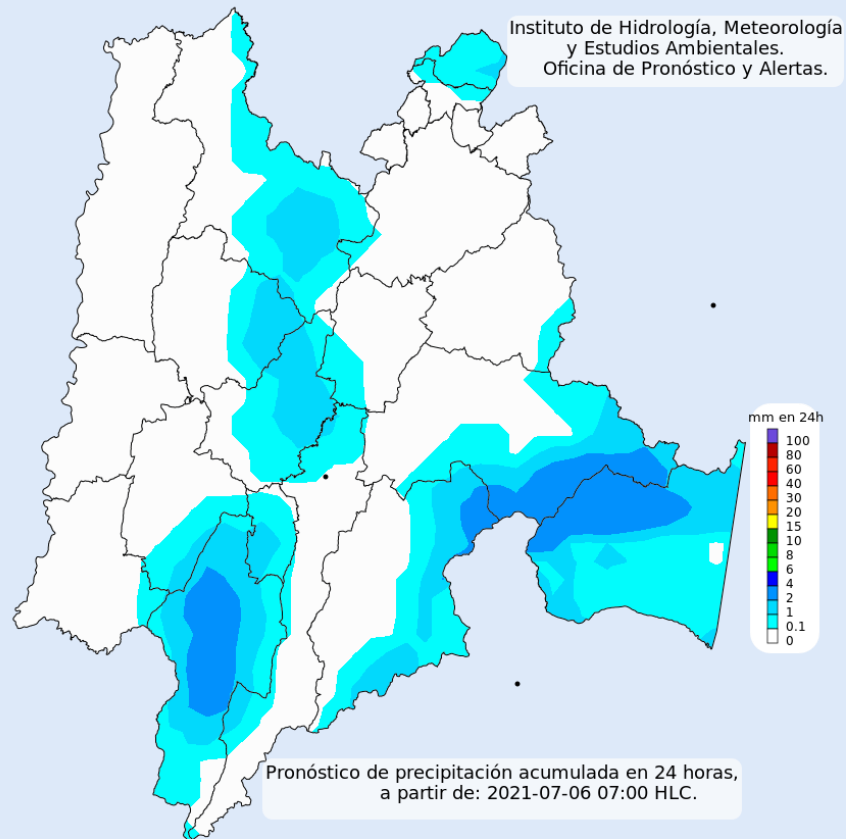 Instituto de Hidrología, Meteorología
y Estudios Ambientales.
Oficina de Pronóstico y Alertas.
mm en 24h
100
80
60
40
30
20
15
10
8
6
4
2
1
0.1
0
Pronóstico de precipitación acumulada en 24 horas,
a partir de: 2021-07-06 07:00 HLC.